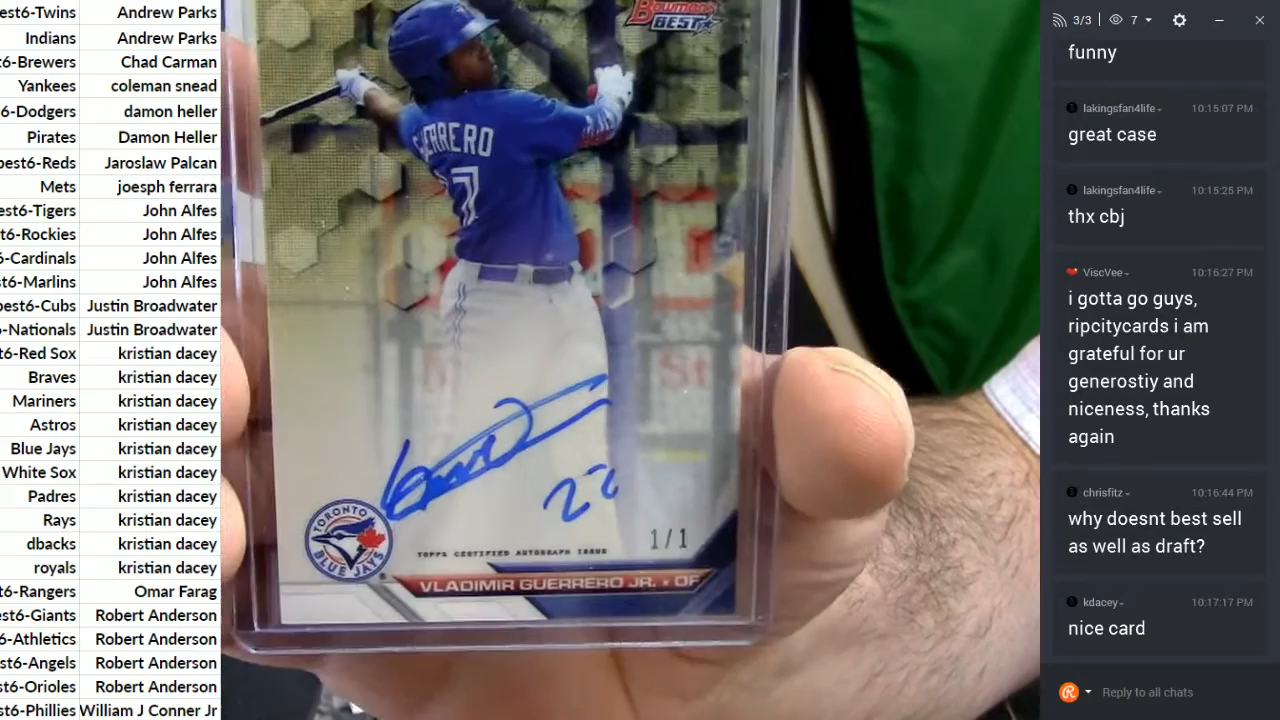 est6-Twins Andrew Parks
Indians Andrew Parks
t6-Brewers Chad Carman
Yankees coleman snead
6-Dodgers damon heller
Pirates Damon Heller
best6-Reds Jaroslaw Palcan
Mets joesph ferrara
est6-Tigers John Alfes
t6-Rockies John Alfes
6-Cardinals John Alfes
t6-Marlins John Alfes
best6-Cubs Justin Broadwater
6-Nationals Justin Broadwater
t6-Red Sox kristian dacey
Braves kristian dacey
Mariners kristian dacey
Astros kristian dacey
Blue Jays kristian dacey
White Sox kristian dacey
Padres kristian dacey
Rays kristian dacey
dbacks kristian dacey
royals kristian dacey
t6-Rangers Omar Farag
est6-Giants Robert Anderson
6-Athletics Robert Anderson
est6-Angels Robert Anderson
st6-Orioles Robert Anderson
st6-Phillies William J Conner Jr
Bowman's
BEST
GUERRERO
7
St
1/1
TORONTO
BLUE JAYS
TOPPS CERTIFIED AUTOGRAPH ISSUE
VLADIMIR GUERRERO JR. • OF
3/3 7
funny
lakingsfan4life 10:15:07 PM
great case
lakingsfan4life 10:15:25 PM
thx cbj
ViscVee 10:16:27 PM
i gotta go guys,
ripcitycards i am
grateful for ur
generostiy and
niceness, thanks
again
chrisfitz 10:16:44 PM
why doesnt best sell
as well as draft?
kdacey 10:17:17 PM
nice card
Reply to all chats